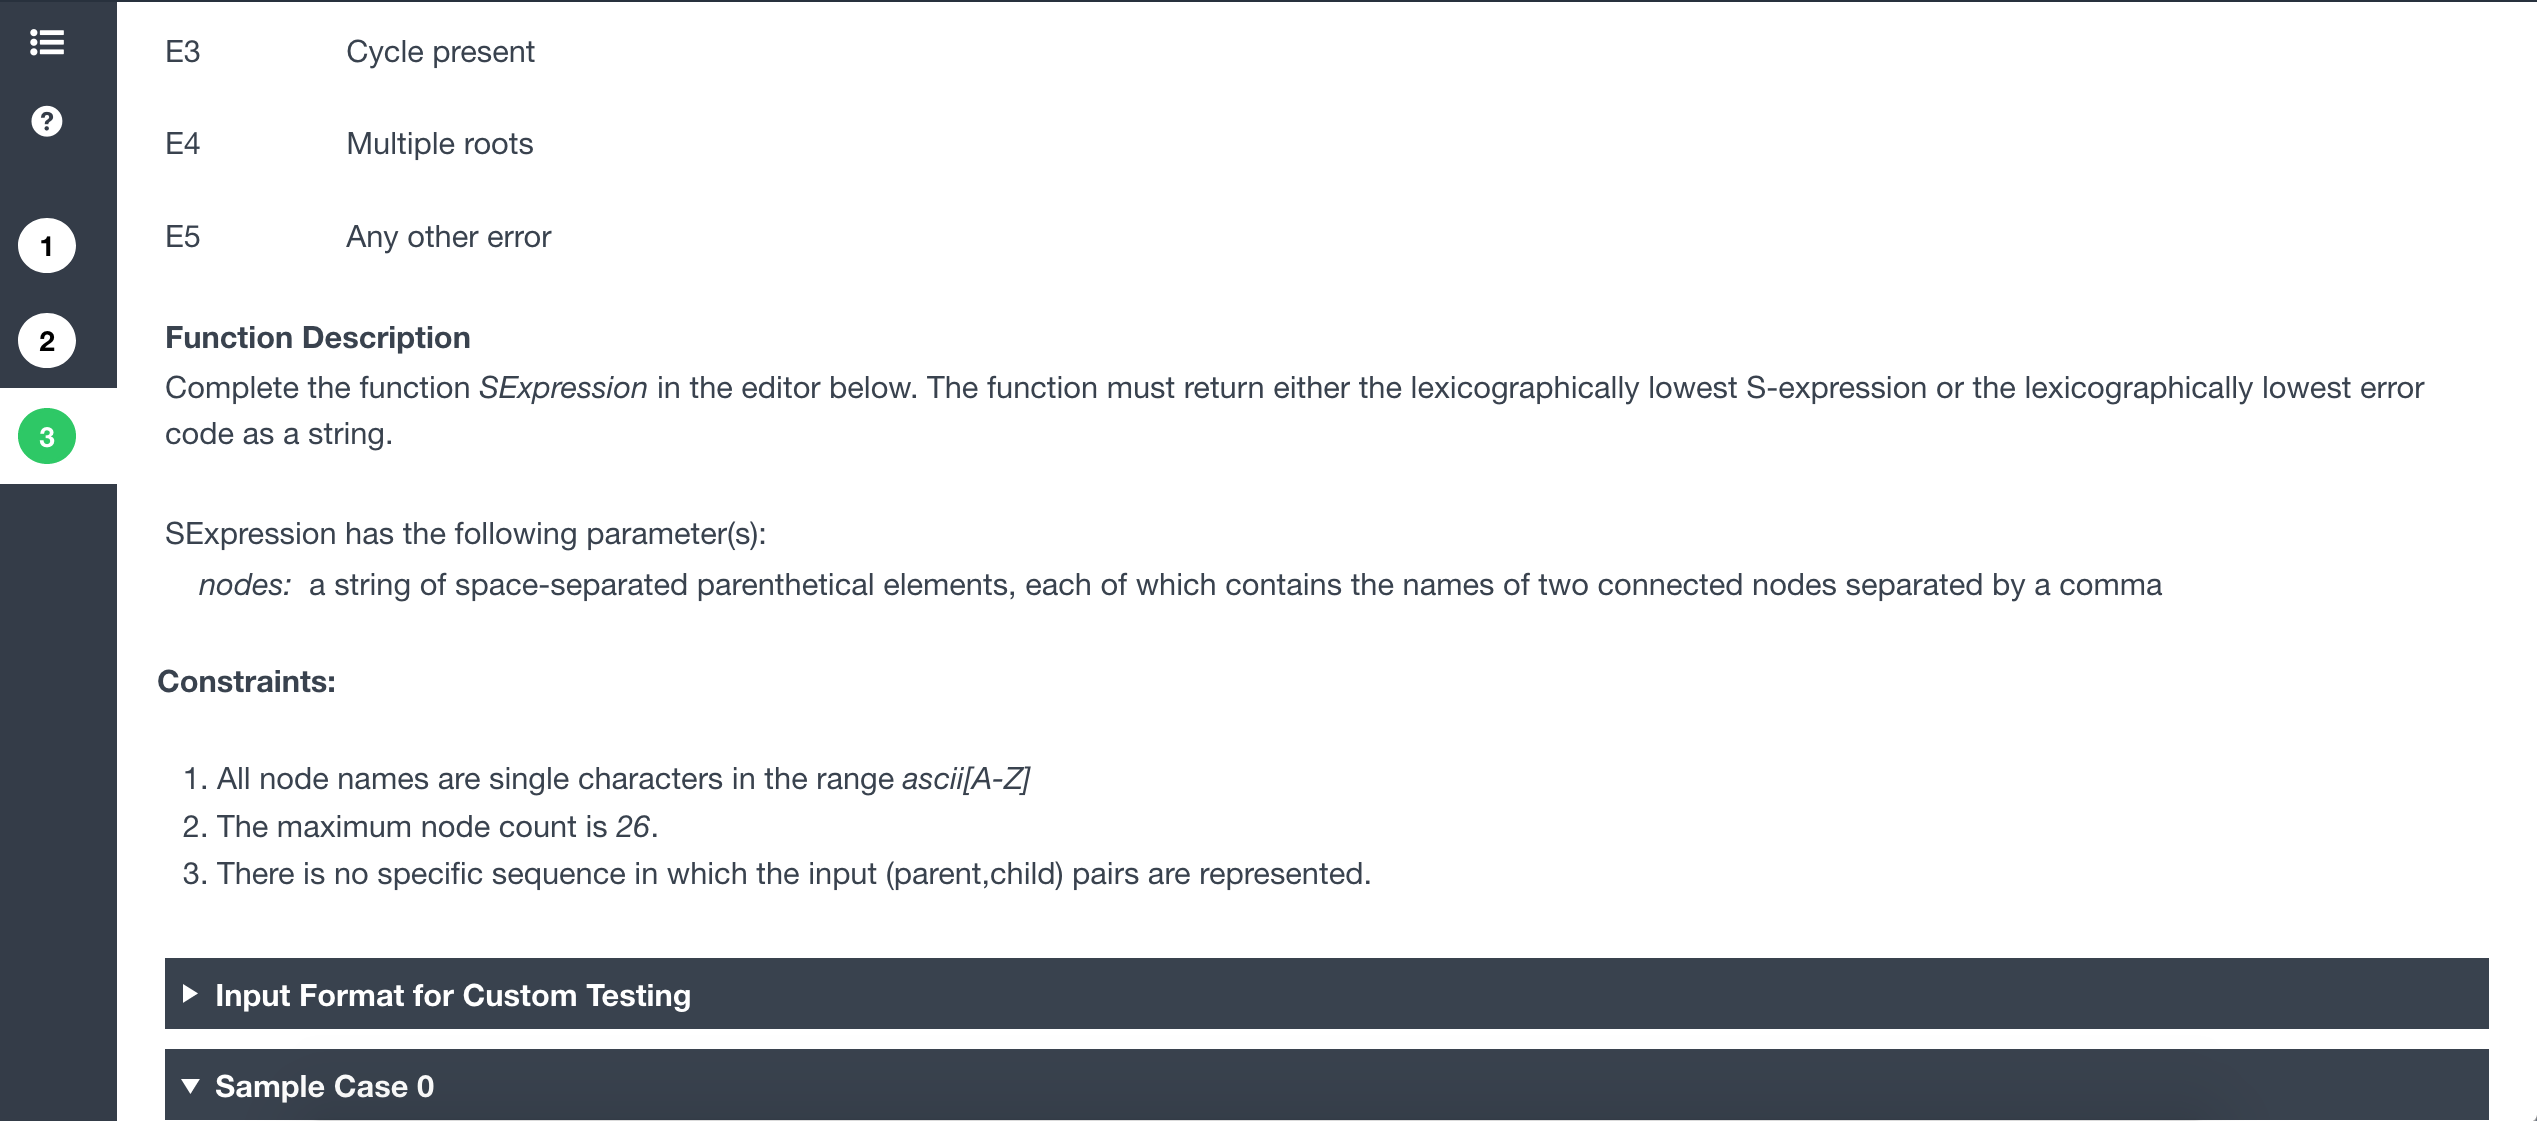 E3 Cycle present
E4 Multiple roots
E5 Any other error
Function Description
Complete the function SExpression in the editor below. The function must return either the lexicographically lowest S-expression or the lexicographically lowest error
code as a string.
SExpression has the following parameter(s):
nodes: a string of space-separated parenthetical elements, each of which contains the names of two connected nodes separated by a comma
Constraints:
1. All node names are single characters in the range ascii[A-Z]
2. The maximum node count is 26.
3. There is no specific sequence in which the input (parent,child) pairs are represented.
Input Format for Custom Testing
Sample Case 0
?
1
2
3